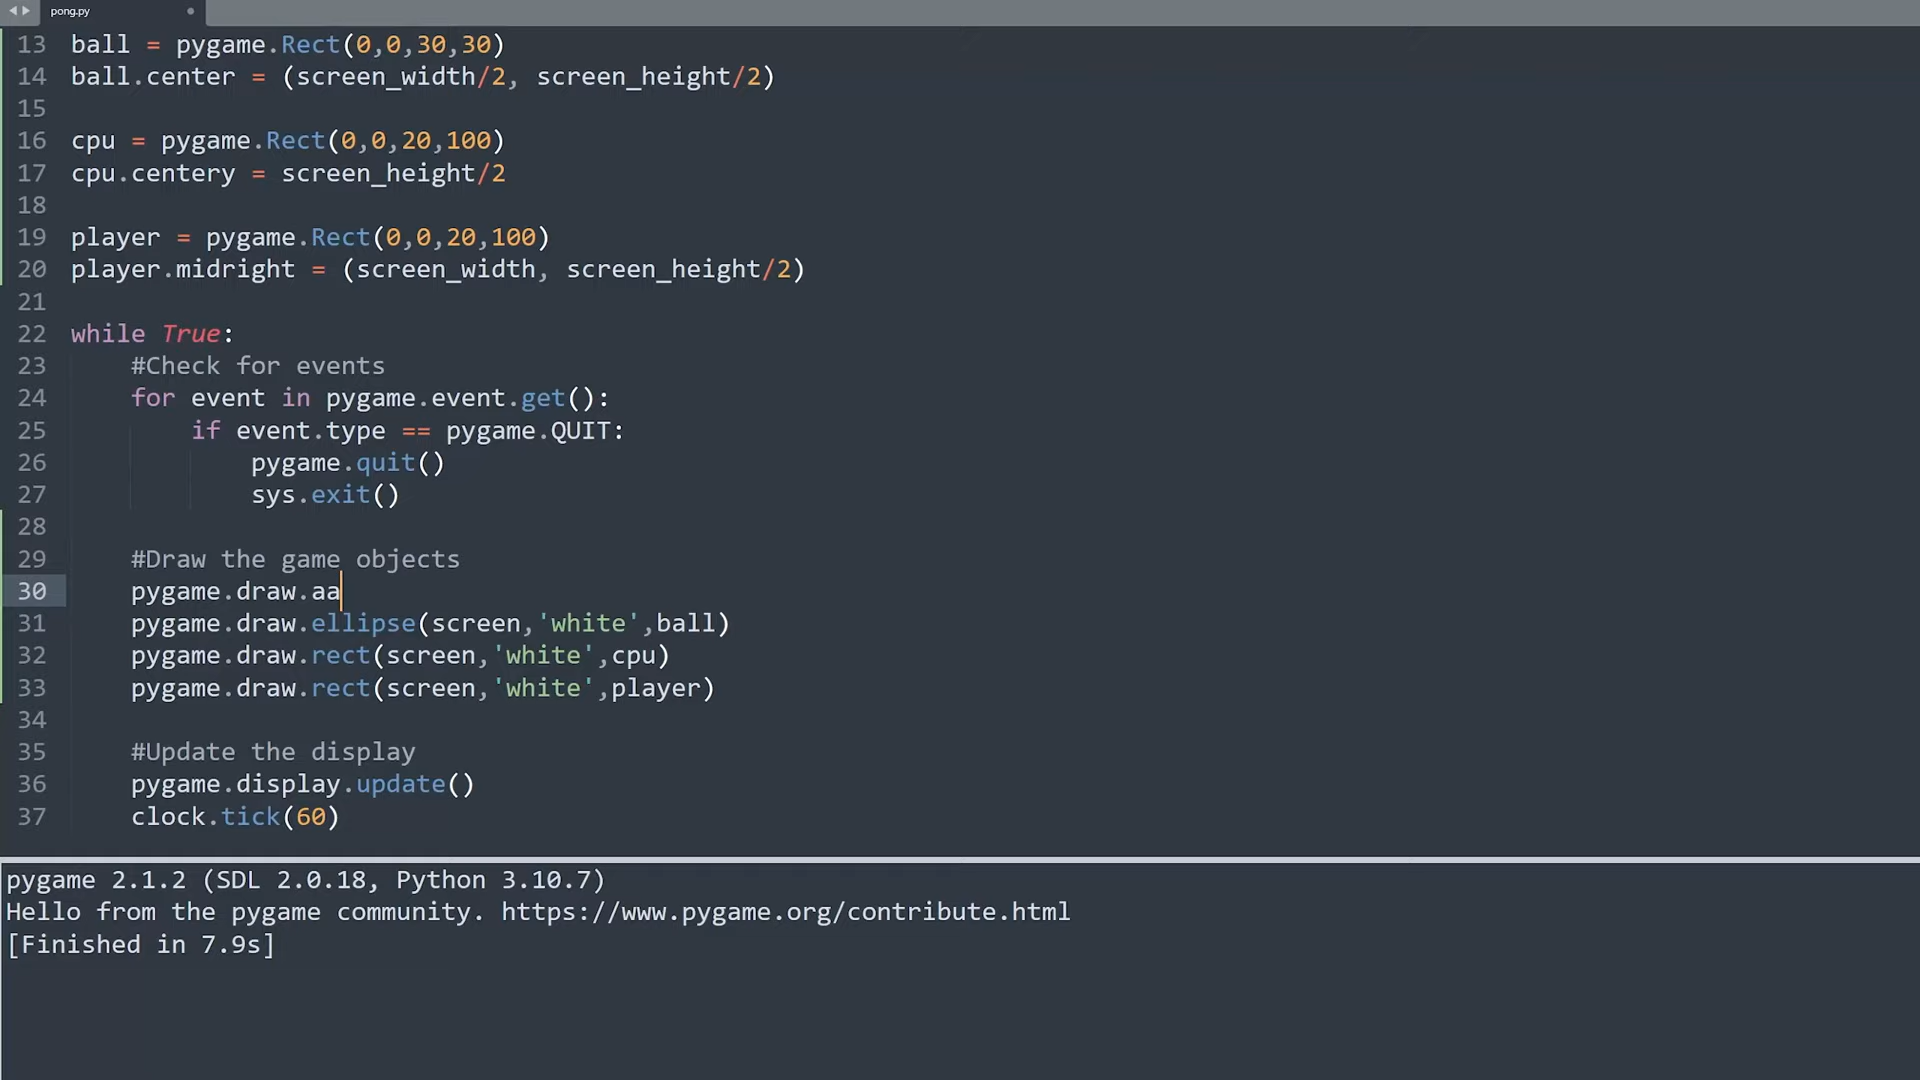 pong.py
13 ball = pygame.Rect(0,0,30,30)
14 ball.center = (screen_width/2, screen_height/2)
15
16 cpu = pygame.Rect(0,0,20,100)
17 cpu.centery = screen_height/2
18
19 player = pygame.Rect(0,0,20,100)
20 player.midright = (screen_width, screen_height/2)
21
22 while True:
23     #Check for events
24     for event in pygame.event.get():
25         if event.type == pygame.QUIT:
26             pygame.quit()
27             sys.exit()
28
29     #Draw the game objects
30     pygame.draw.aa
31     pygame.draw.ellipse(screen,'white',ball)
32     pygame.draw.rect(screen,'white',cpu)
33     pygame.draw.rect(screen,'white',player)
34
35     #Update the display
36     pygame.display.update()
37     clock.tick(60)
pygame 2.1.2 (SDL 2.0.18, Python 3.10.7)
Hello from the pygame community. https://www.pygame.org/contribute.html
[Finished in 7.9s]